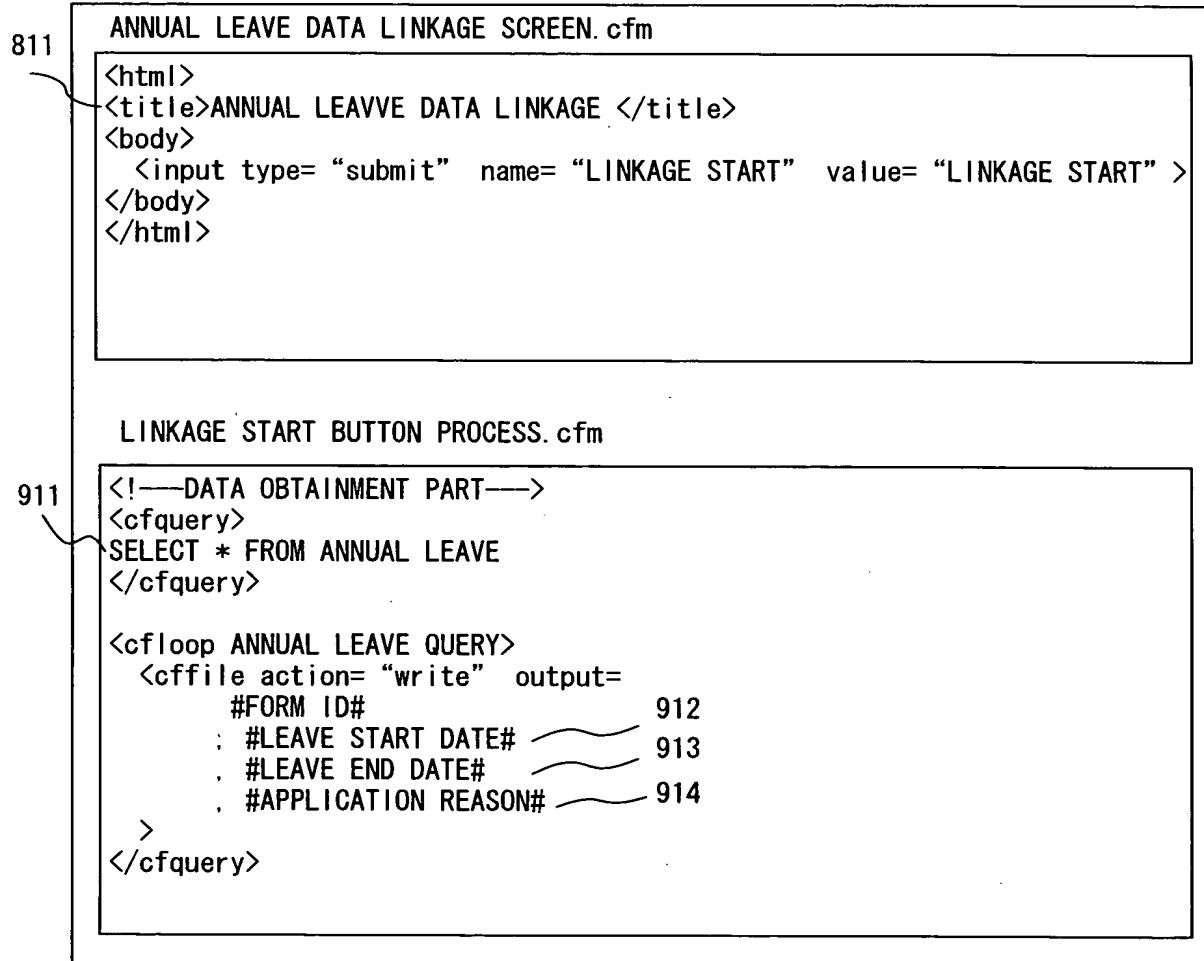 ANNUAL LEAVE DATA LINKAGE SCREEN.cfm
811
<html>
<title>ANNUAL LEAVVE DATA LINKAGE </title>
<body>
<input type= “submit” name= “LINKAGE START” value= “LINKAGE START” >
</body>
</html>
LINKAGE START BUTTON PROCESS.cfm
911
<!---DATA OBTAINMENT PART--->
<cfquery>
SELECT * FROM ANNUAL LEAVE
</cfquery>
<cfloop ANNUAL LEAVE QUERY>
<cffile action= “write” output=
#FORM ID#
, #LEAVE START DATE# 912
, #LEAVE END DATE# 913
, #APPLICATION REASON# 914
>
</cfquery>